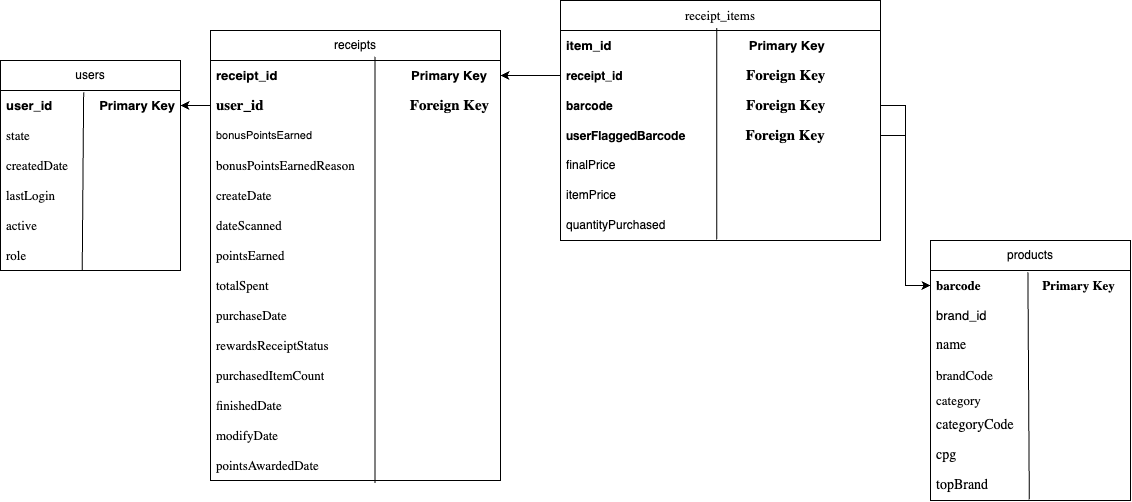 users
user_id Primary Key
state
createdDate
lastLogin
active
role
receipts
receipt_id Primary Key
user_id Foreign Key
bonusPointsEarned
bonusPointsEarnedReason
createDate
dateScanned
pointsEarned
totalSpent
purchaseDate
rewardsReceiptStatus
purchasedItemCount
finishedDate
modifyDate
pointsAwardedDate
receipt_items
item_id Primary Key
receipt_id Foreign Key
barcode Foreign Key
userFlaggedBarcode Foreign Key
finalPrice
itemPrice
quantityPurchased
products
barcode Primary Key
brand_id
name
brandCode
category
categoryCode
cpg
topBrand